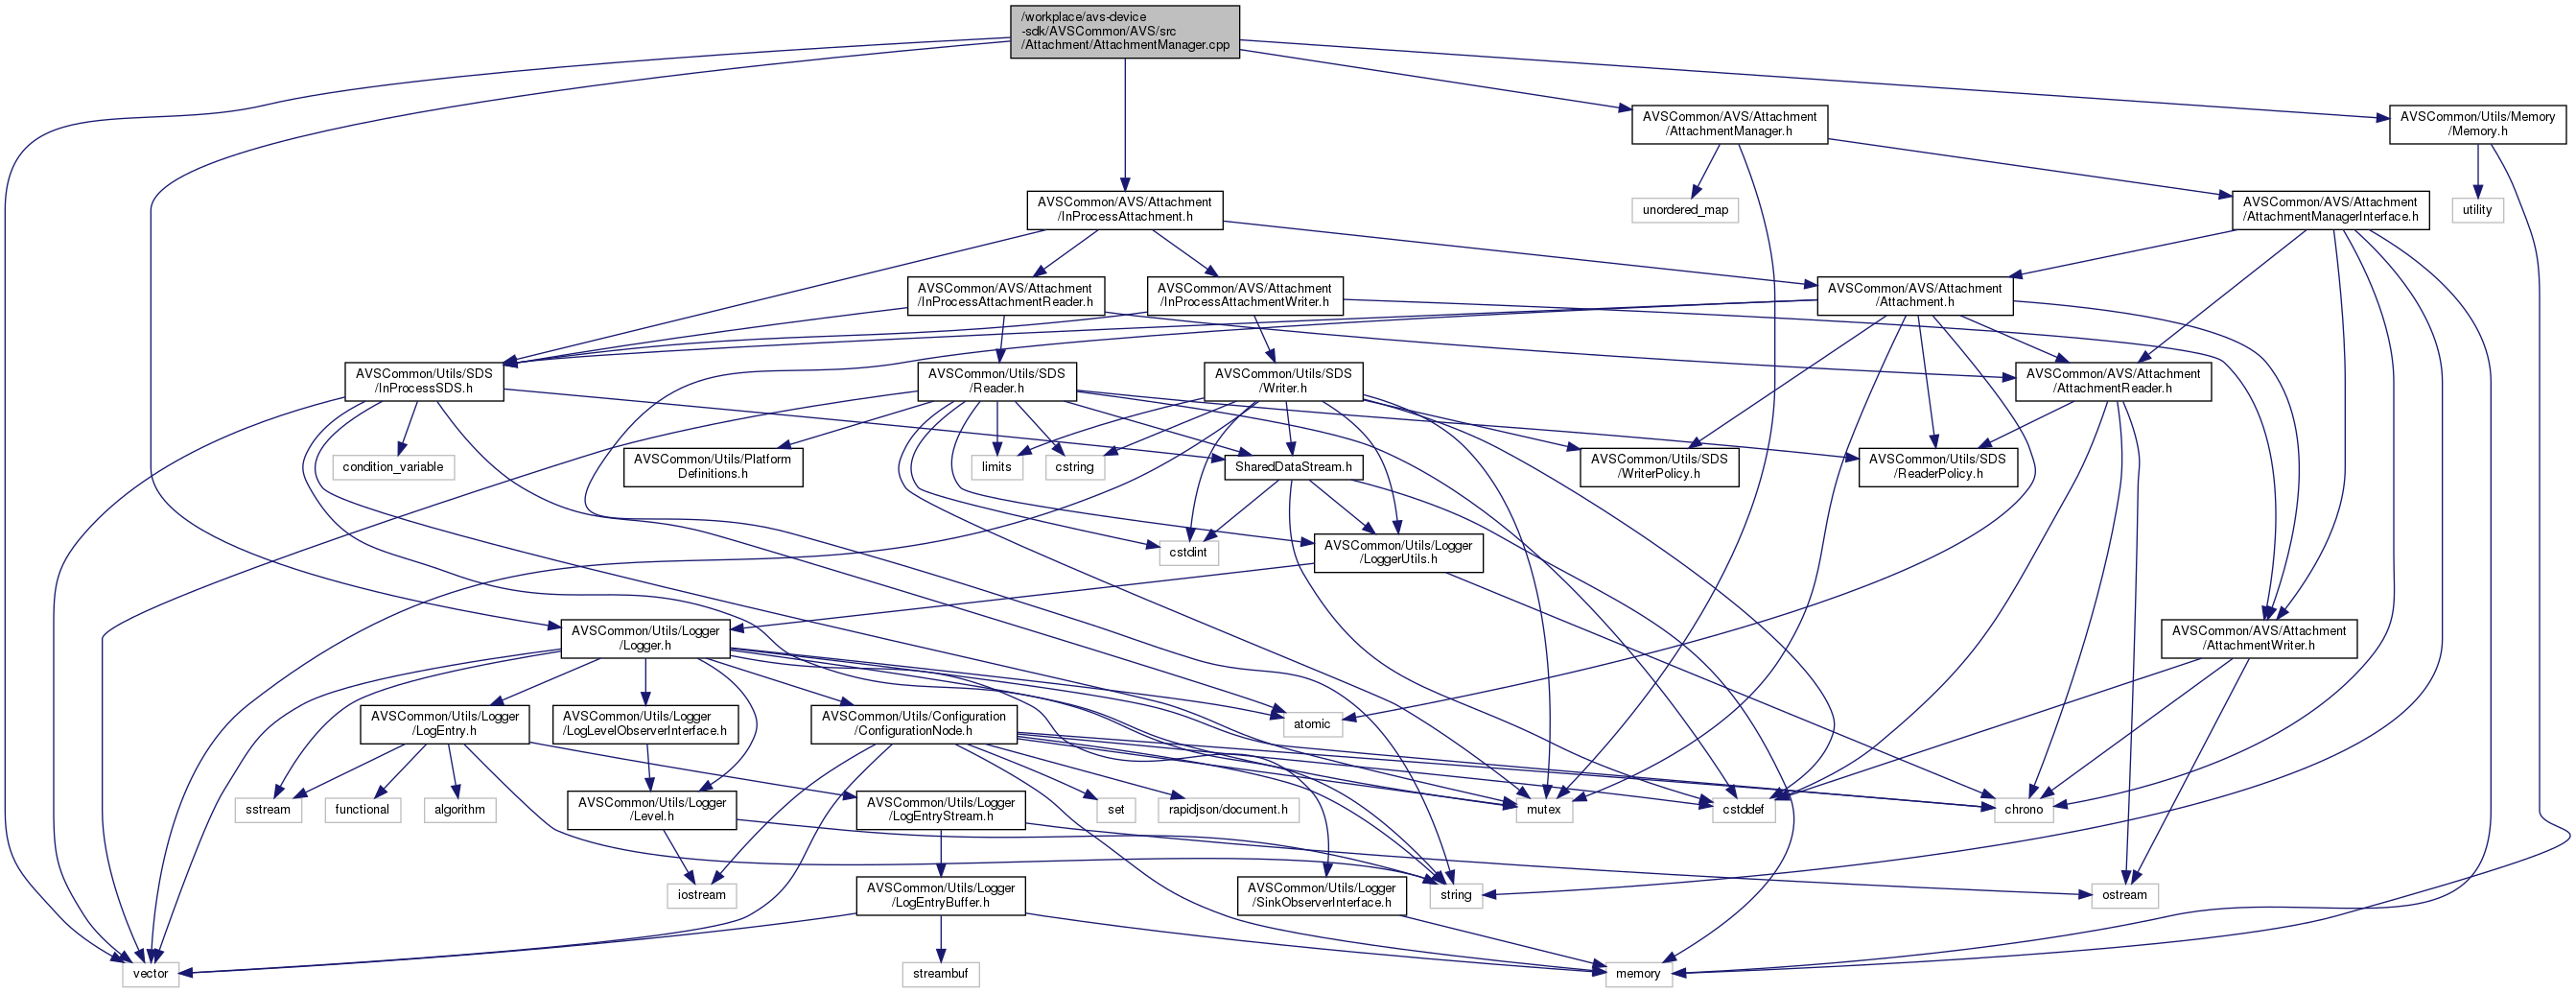 /workplace/avs-device
-sdk/AVSCommon/AVS/src
/Attachment/AttachmentManager.cpp
AVSCommon/AVS/Attachment
/AttachmentManager.h
AVSCommon/Utils/Memory
/Memory.h
AVSCommon/AVS/Attachment
/InProcessAttachment.h
unordered_map
AVSCommon/AVS/Attachment
/AttachmentManagerInterface.h
utility
AVSCommon/AVS/Attachment
/InProcessAttachmentReader.h
AVSCommon/AVS/Attachment
/InProcessAttachmentWriter.h
AVSCommon/AVS/Attachment
/Attachment.h
AVSCommon/Utils/SDS
/InProcessSDS.h
AVSCommon/Utils/SDS
/Reader.h
AVSCommon/Utils/SDS
/Writer.h
AVSCommon/AVS/Attachment
/AttachmentReader.h
condition_variable
AVSCommon/Utils/Platform
Definitions.h
limits
cstring
SharedDataStream.h
AVSCommon/Utils/SDS
/WriterPolicy.h
AVSCommon/Utils/SDS
/ReaderPolicy.h
cstdint
AVSCommon/Utils/Logger
/LoggerUtils.h
AVSCommon/Utils/Logger
/Logger.h
AVSCommon/AVS/Attachment
/AttachmentWriter.h
AVSCommon/Utils/Logger
/LogEntry.h
AVSCommon/Utils/Logger
/LogLevelObserverInterface.h
AVSCommon/Utils/Configuration
/ConfigurationNode.h
atomic
sstream
functional
algorithm
AVSCommon/Utils/Logger
/Level.h
AVSCommon/Utils/Logger
/LogEntryStream.h
set
rapidjson/document.h
mutex
cstddef
chrono
iostream
AVSCommon/Utils/Logger
/LogEntryBuffer.h
AVSCommon/Utils/Logger
/SinkObserverInterface.h
string
ostream
vector
streambuf
memory